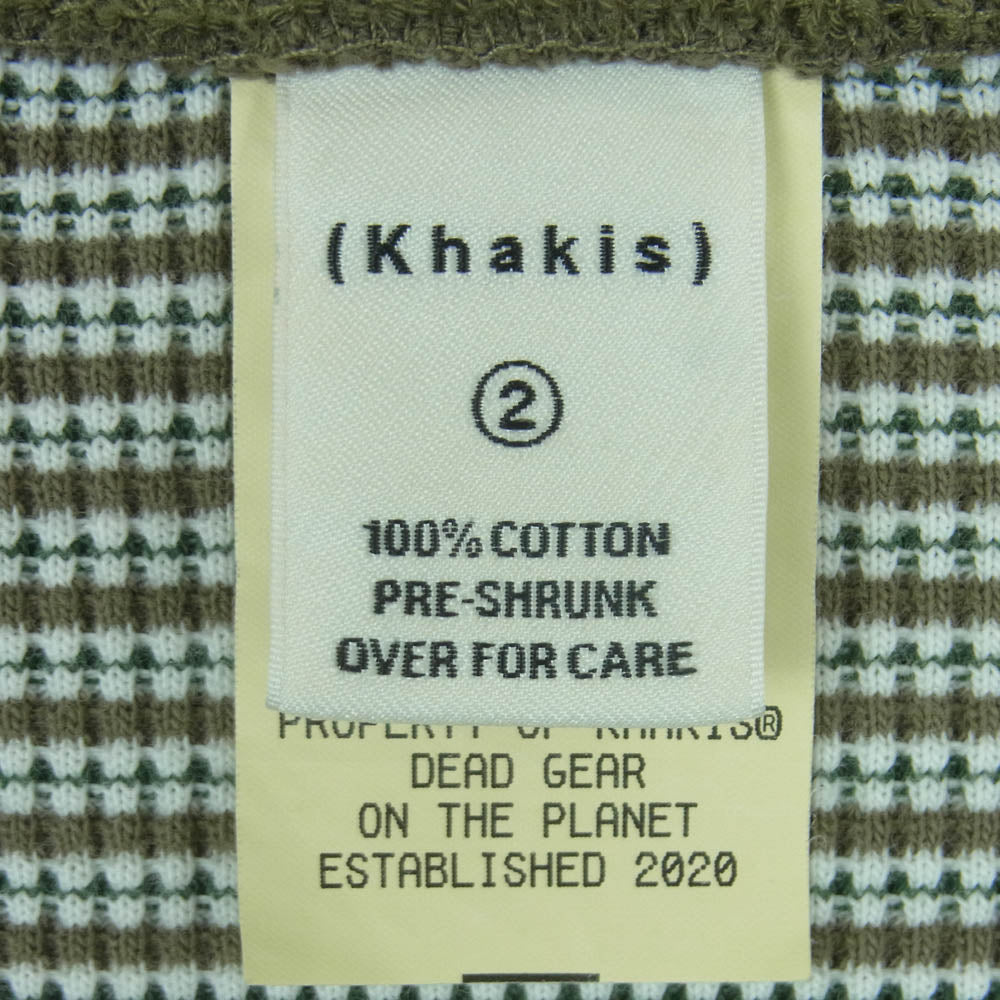 (Khakis)
2
100% COTTON
PRE-SHRUNK
OVER FOR CARE
PROPERTY OF KHAKIS®
DEAD GEAR
ON THE PLANET
ESTABLISHED 2020